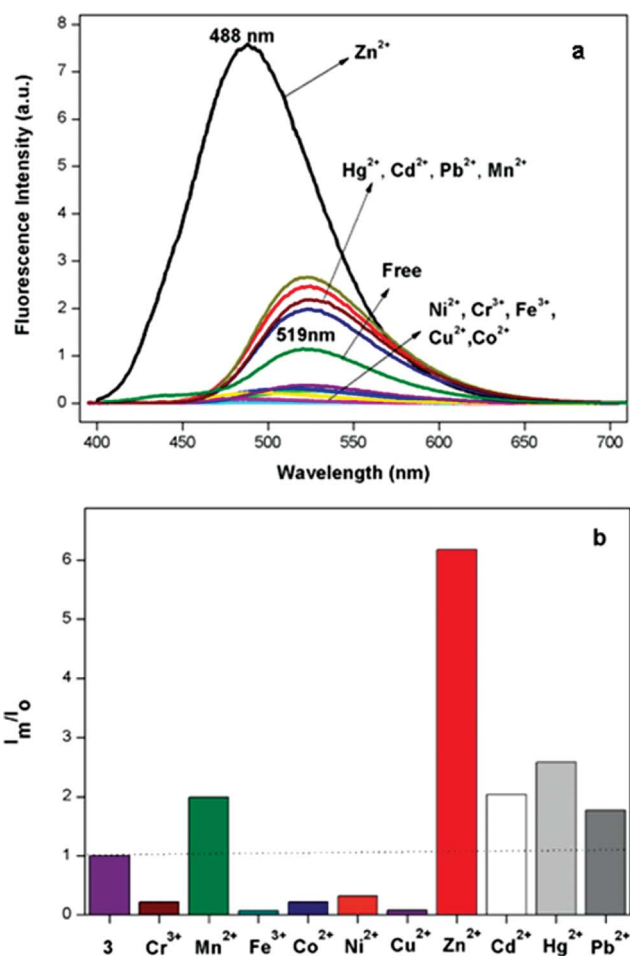 8
7
6
5
4
3
2
1
0
Fluorescence Intensity (a.u.)
488 nm
a
Zn²⁺
Hg²⁺, Cd²⁺, Pb²⁺, Mn²⁺
Free
519nm
Ni²⁺, Cr³⁺, Fe³⁺,
Cu²⁺,Co²⁺
400 450 500 550 600 650 700
Wavelength (nm)
b
6
5
4
3
2
1
0
Iₘ/Iₒ
3 Cr³⁺ Mn²⁺ Fe³⁺ Co²⁺ Ni²⁺ Cu²⁺ Zn²⁺ Cd²⁺ Hg²⁺ Pb²⁺